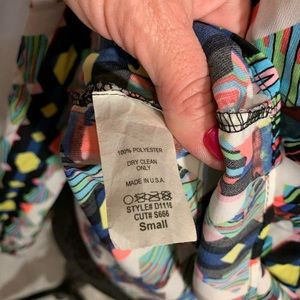 100% POLYESTER
DRY CLEAN
ONLY
MADE IN U.S.A.
STYLE# D1116
CUT# S666
Small